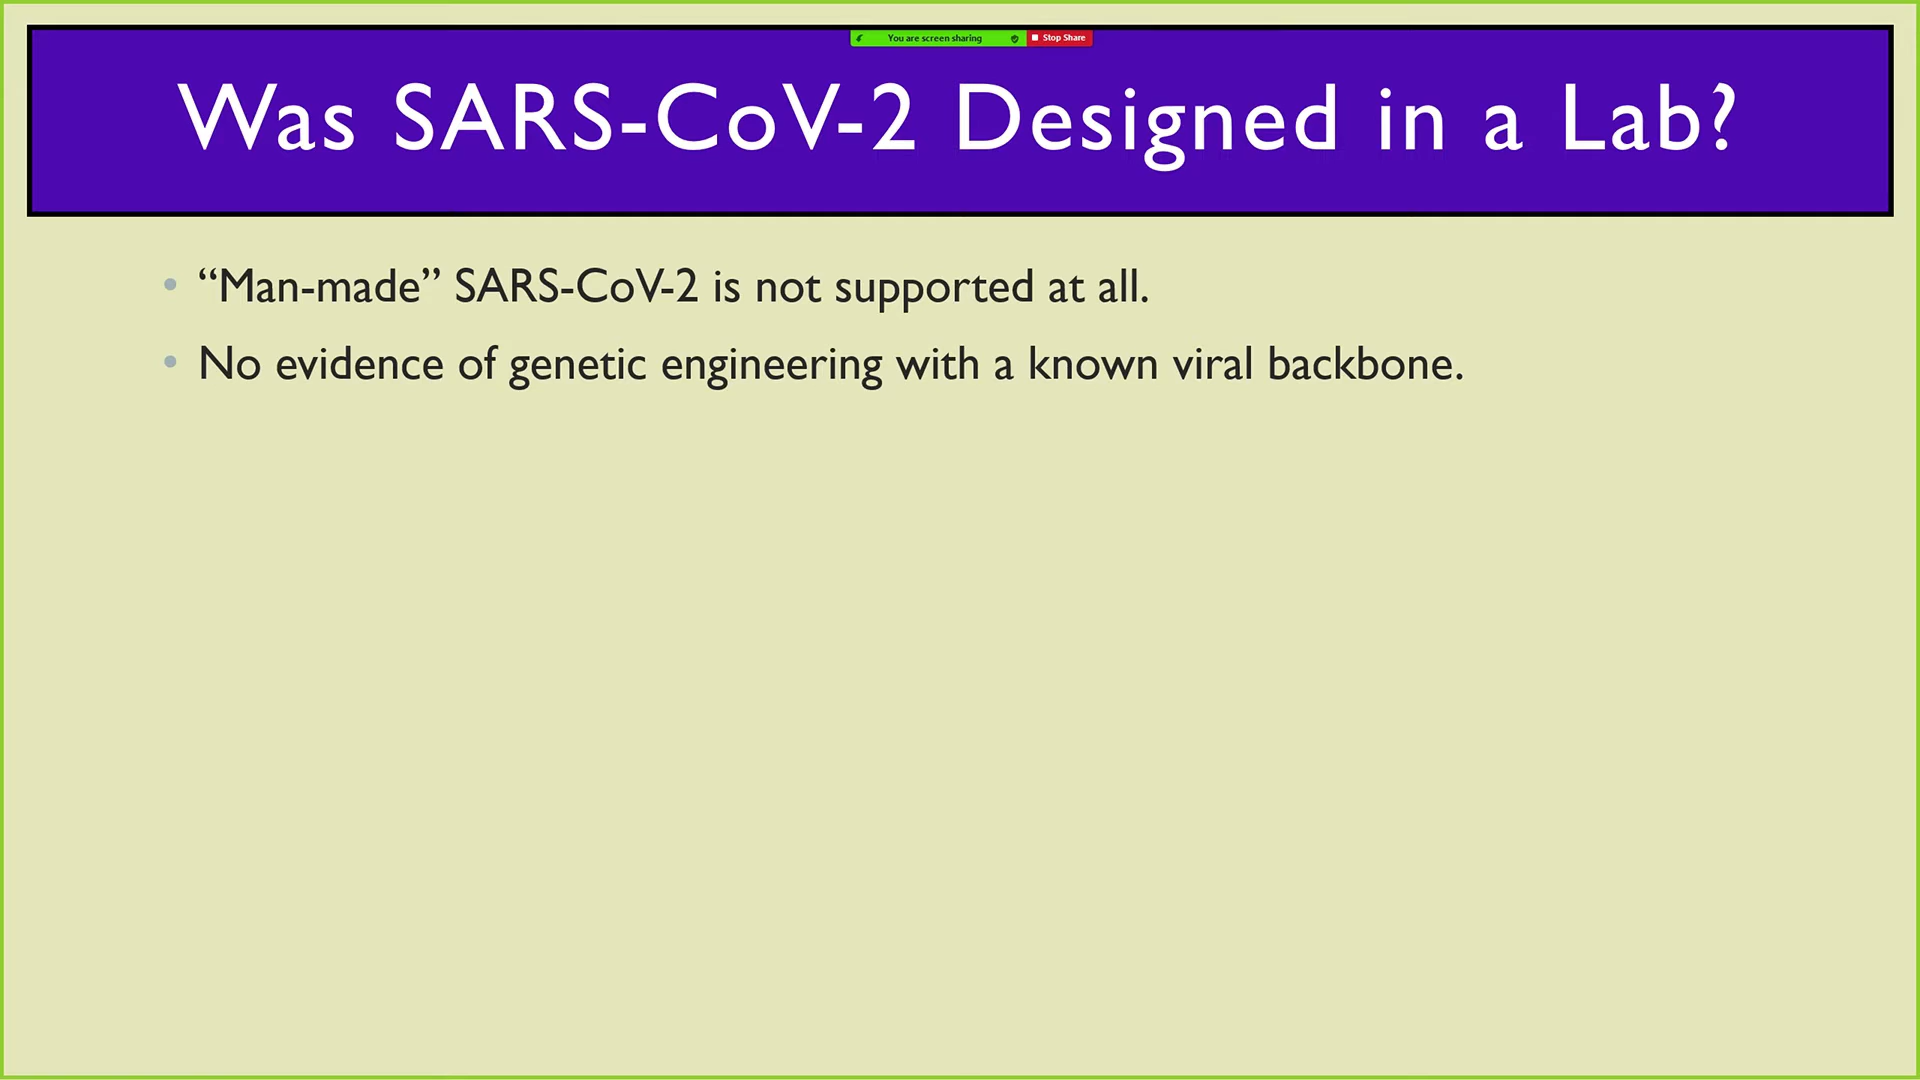 You are screen sharing
Stop Share
Was SARS-CoV-2 Designed in a Lab?
• “Man-made” SARS-CoV-2 is not supported at all.
• No evidence of genetic engineering with a known viral backbone.